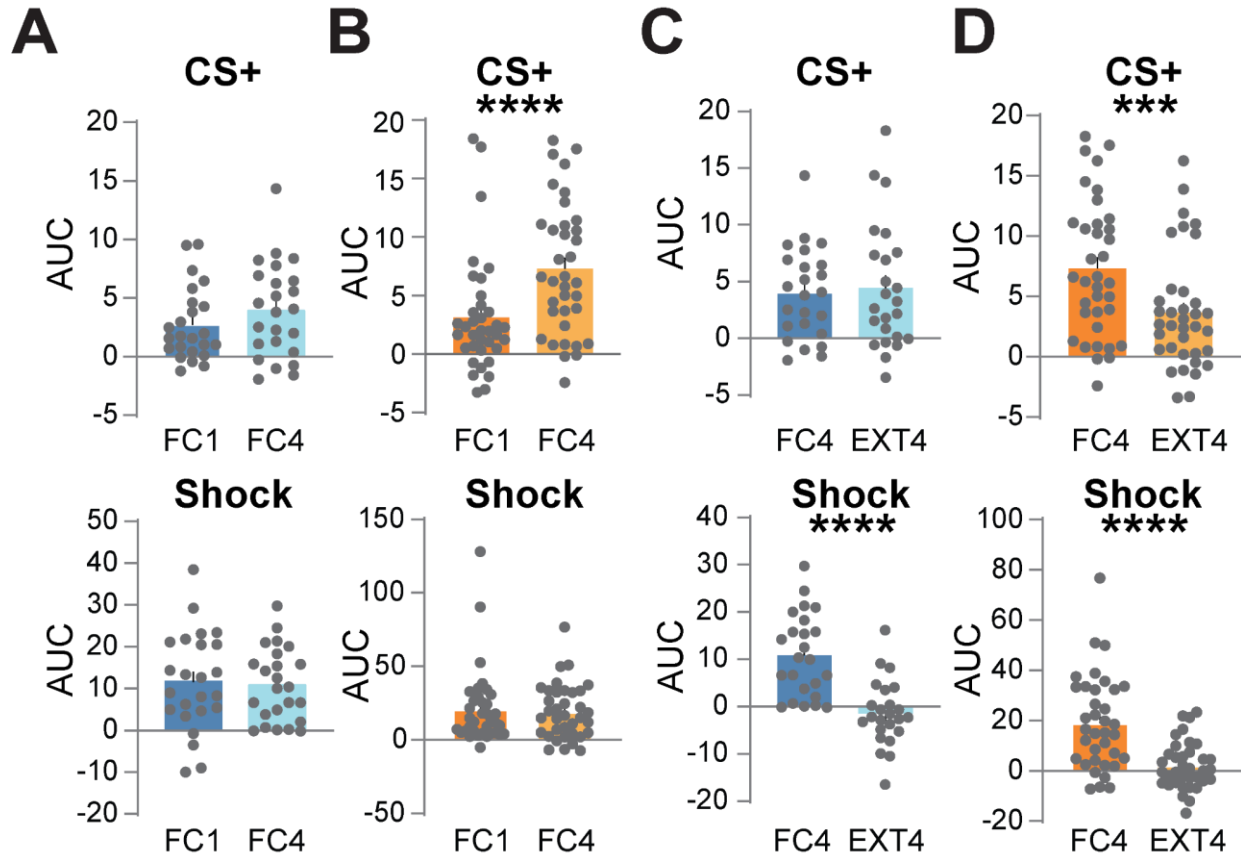 A B C D
CS+ CS+ CS+ CS+
**** ***
20 20 20 20
15 15 15 15
10 10 10 10
5 5 5 5
0 0 0 0
-5 -5 -5 -5
AUC AUC AUC AUC
FC1 FC4 FC1 FC4 FC4 EXT4 FC4 EXT4
Shock Shock Shock Shock
**** ****
50 150 40 100
40 100 30 80
30 50 20 60
20 0 10 40
10 -50 0 20
0 -10 0
-10 -20 -20
-20
AUC AUC AUC AUC
FC1 FC4 FC1 FC4 FC4 EXT4 FC4 EXT4